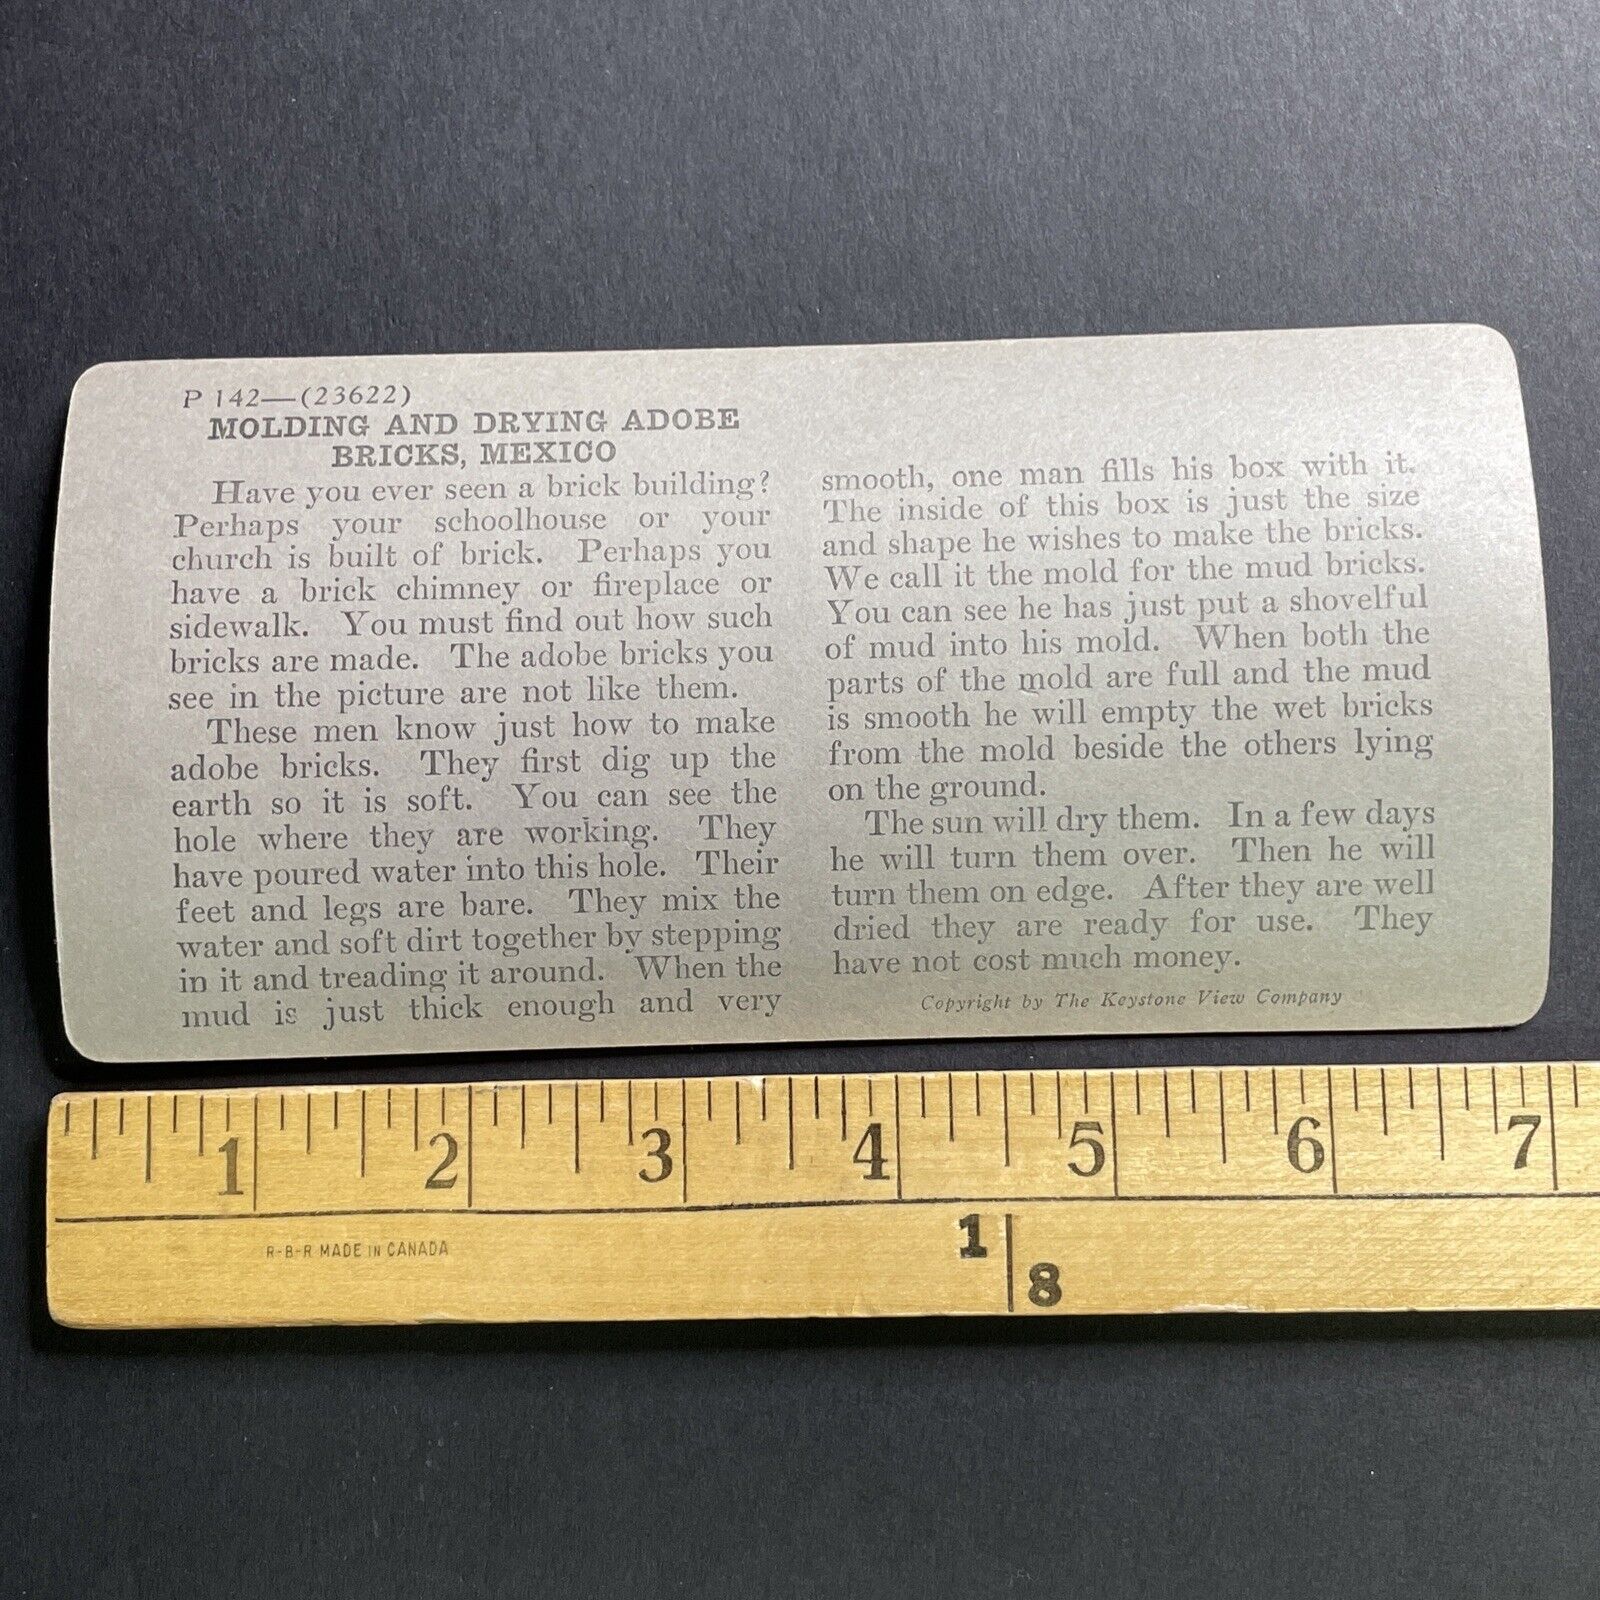 P 142—(23622)
MOLDING AND DRYING ADOBE
BRICKS, MEXICO
Have you ever seen a brick building?
Perhaps your schoolhouse or your
church is built of brick. Perhaps you
have a brick chimney or fireplace or
sidewalk. You must find out how such
bricks are made. The adobe bricks you
see in the picture are not like them.
These men know just how to make
adobe bricks. They first dig up the
earth so it is soft. You can see the
hole where they are working. They
have poured water into this hole. Their
feet and legs are bare. They mix the
water and soft dirt together by stepping
in it and treading it around. When the
mud is just thick enough and very
smooth, one man fills his box with it.
The inside of this box is just the size
and shape he wishes to make the bricks.
We call it the mold for the mud bricks.
You can see he has just put a shovelful
of mud into his mold. When both the
parts of the mold are full and the mud
is smooth he will empty the wet bricks
from the mold beside the others lying
on the ground.
The sun will dry them. In a few days
he will turn them over. Then he will
turn them on edge. After they are well
dried they are ready for use. They
have not cost much money.
Copyright by The Keystone View Company
1 2 3 4 5 6 7
R-B-R MADE IN CANADA
1 8